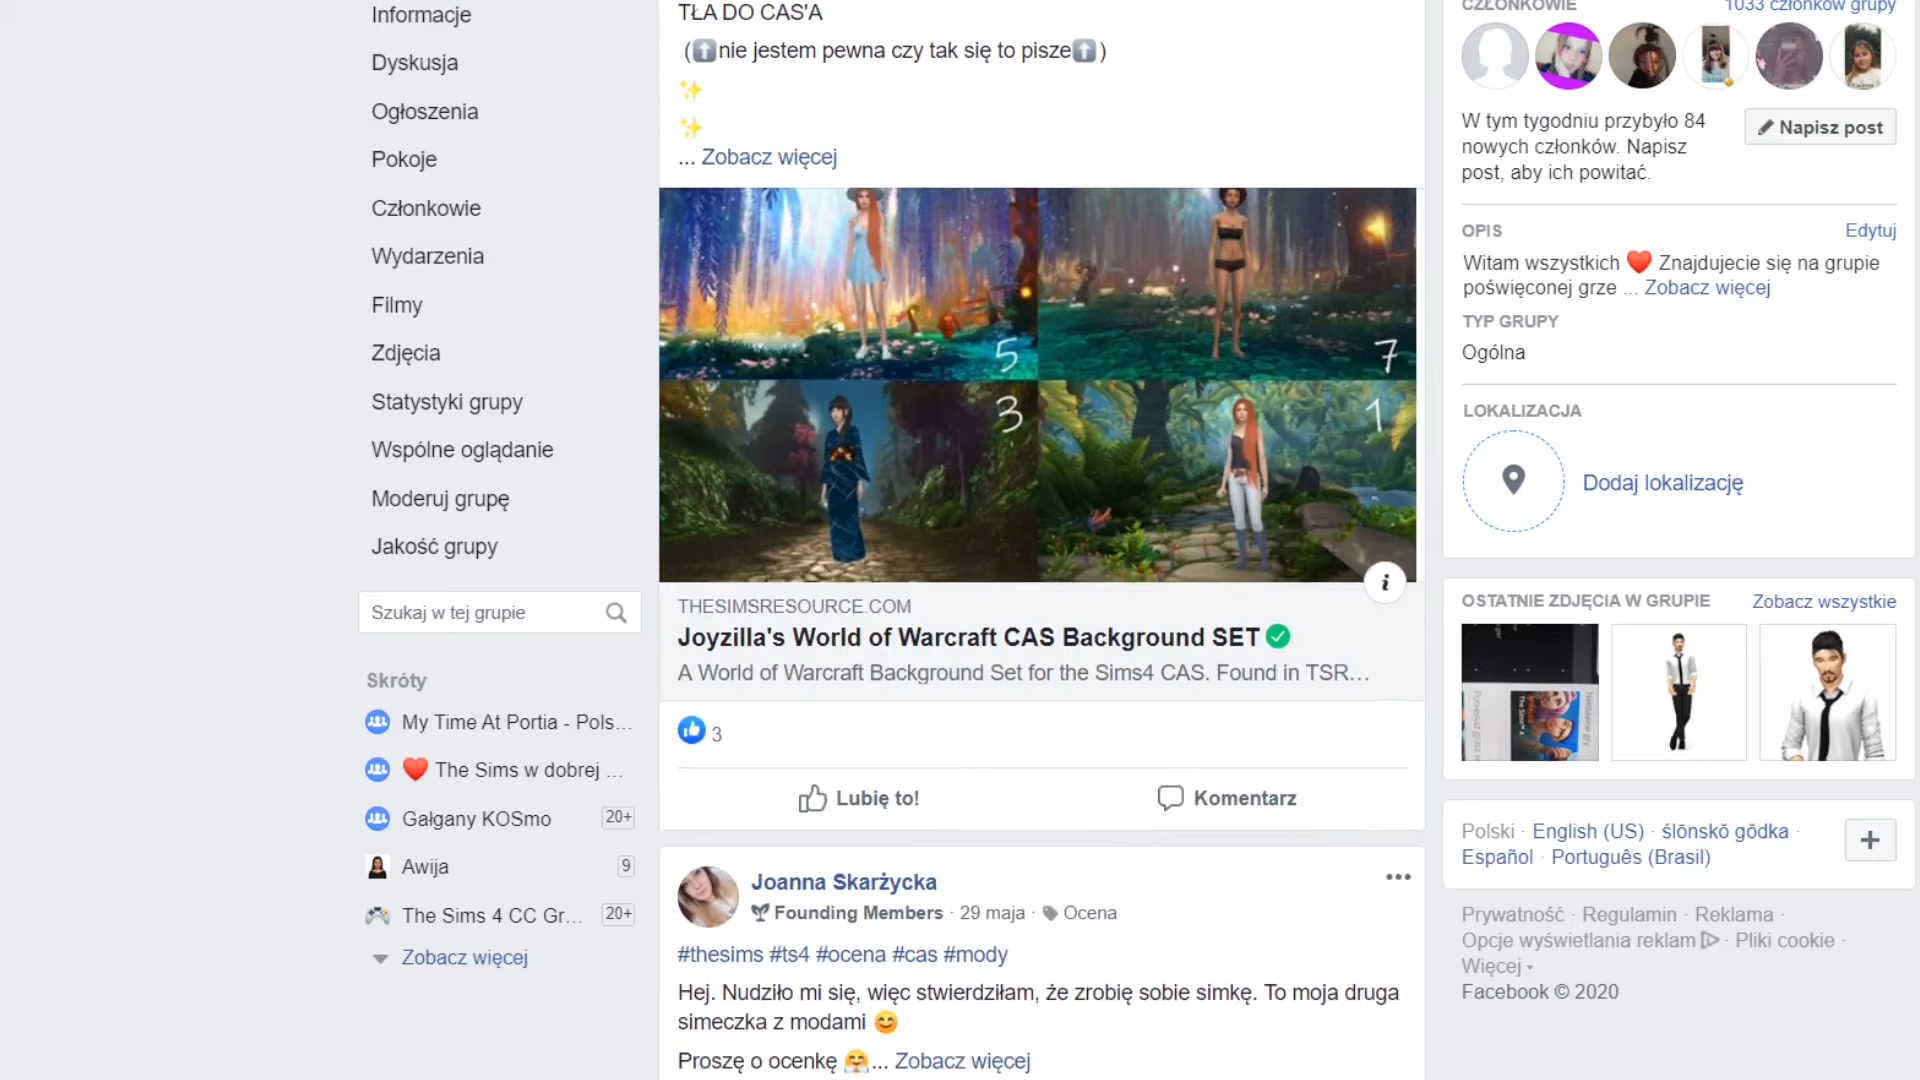 Informacje
Dyskusja
Ogłoszenia
Pokoje
Członkowie
Wydarzenia
Filmy
Zdjęcia
Statystyki grupy
Wspólne oglądanie
Moderuj grupę
Jakość grupy
Szukaj w tej grupie
Skróty
My Time At Portia - Pols...
❤️ The Sims w dobrej ...
Gałgany KOSmo 20+
Awija 9
The Sims 4 CC Gr... 20+
Zobacz więcej
TŁA DO CAS'A
(⬆️nie jestem pewna czy tak się to pisze⬆️)
✨
✨
... Zobacz więcej
5
7
3
1
i
THESIMSRESOURCE.COM
Joyzilla's World of Warcraft CAS Background SET
A World of Warcraft Background Set for the Sims4 CAS. Found in TSR...
3
Lubię to!
Komentarz
Joanna Skarżycka
Founding Members · 29 maja · Ocena
#thesims #ts4 #ocena #cas #mody
Hej. Nudziło mi się, więc stwierdziłam, że zrobię sobie simkę. To moja druga
simeczka z modami 😊
Proszę o ocenkę 🤗... Zobacz więcej
CZŁONKOWIE 1033 członków grupy
W tym tygodniu przybyło 84
nowych członków. Napisz
post, aby ich powitać.
Napisz post
OPIS Edytuj
Witam wszystkich ❤️ Znajdujecie się na grupie
poświęconej grze ... Zobacz więcej
TYP GRUPY
Ogólna
LOKALIZACJA
Dodaj lokalizację
OSTATNIE ZDJĘCIA W GRUPIE Zobacz wszystkie
Polski · English (US) · ślōnskŏ gŏdka ·
Español · Português (Brasil)
Prywatność · Regulamin · Reklama ·
Opcje wyświetlania reklam · Pliki cookie ·
Więcej
Facebook © 2020